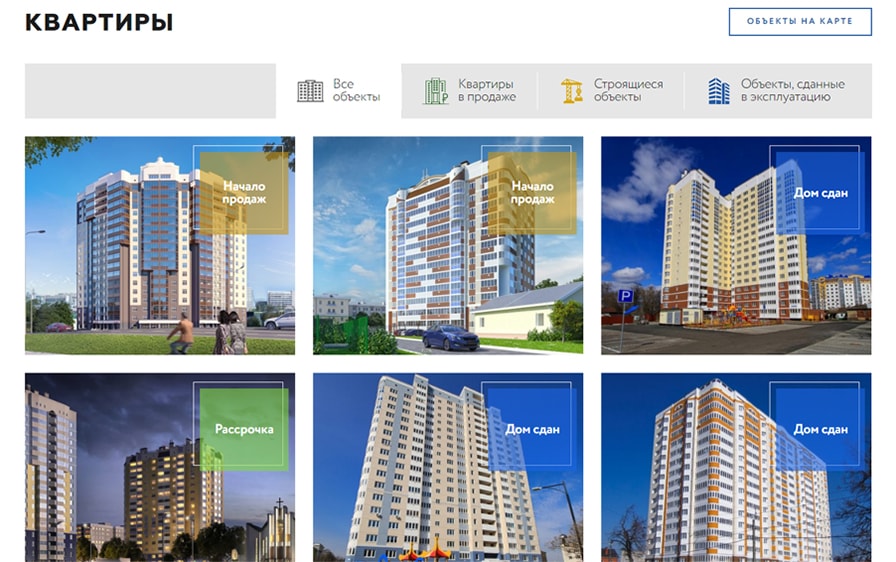 КВАРТИРЫ
ОБЪЕКТЫ НА КАРТЕ
Все
объекты
Квартиры
в продаже
Строящиеся
объекты
Объекты, сданные
в эксплуатацию
Начало
продаж
Начало
продаж
Дом сдан
P
Рассрочка
Дом сдан
Дом сдан